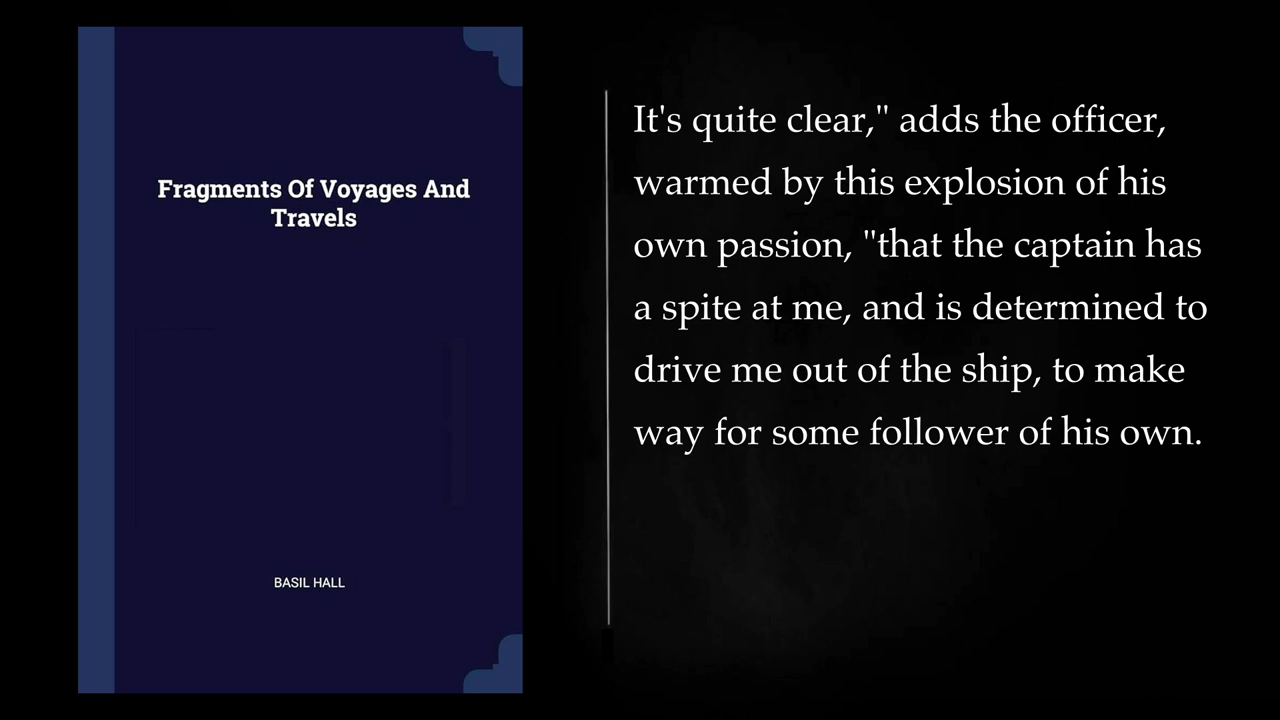 Fragments Of Voyages And
Travels
BASIL HALL
It's quite clear," adds the officer,
warmed by this explosion of his
own passion, "that the captain has
a spite at me, and is determined to
drive me out of the ship, to make
way for some follower of his own.